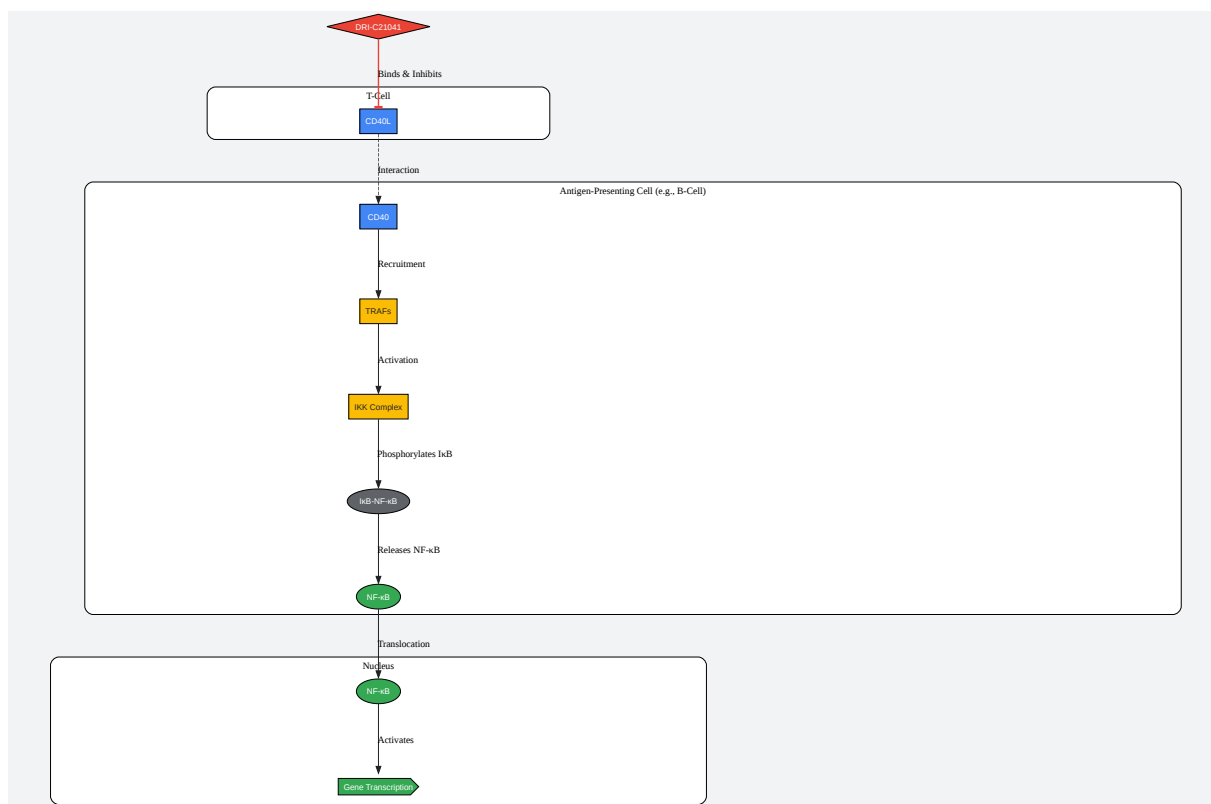 DRI-C21041
Binds & Inhibits
T-Cell
CD40L
Interaction
Antigen-Presenting Cell (e.g., B-Cell)
CD40
Recruitment
TRAFs
Activation
IKK Complex
Phosphorylates IκB
IκB-NF-κB
Releases NF-κB
NF-κB
Translocation
Nucleus
NF-κB
Activates
Gene Transcription